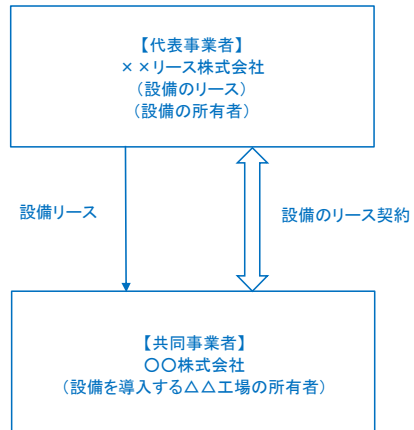 【代表事業者】
××リース株式会社
(設備のリース)
(設備の所有者)
設備リース
設備のリース契約
【共同事業者】
〇〇株式会社
(設備を導入する△△工場の所有者)